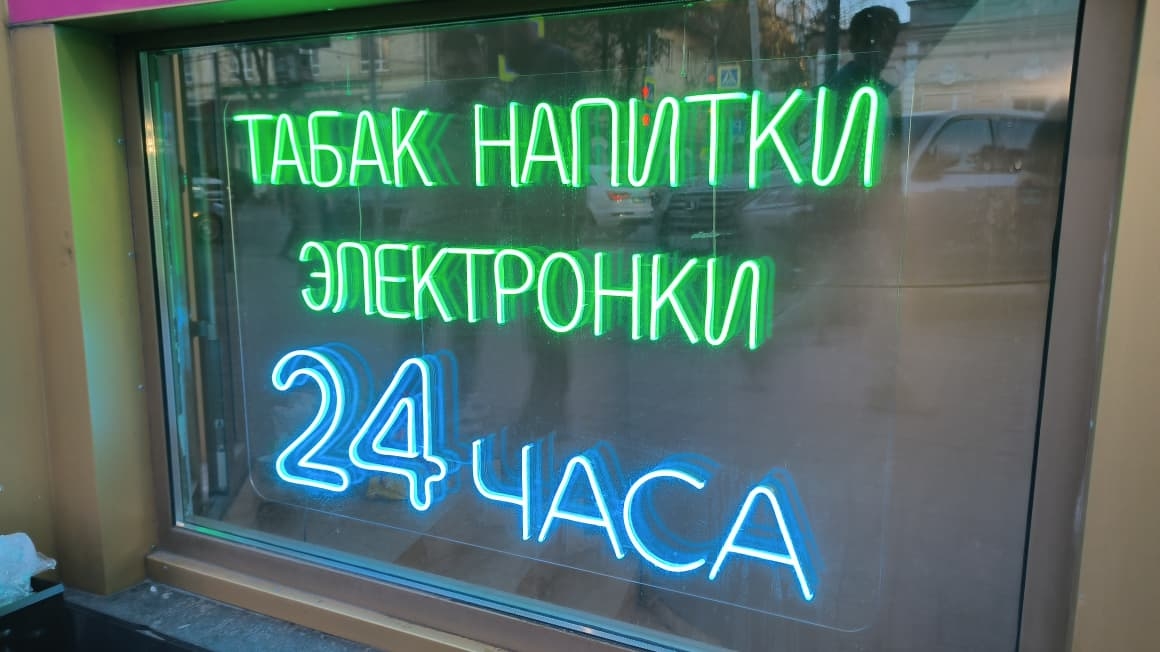 ТАБАК НАПИТКИ
ЭЛЕКТРОНКИ
24 ЧАСА